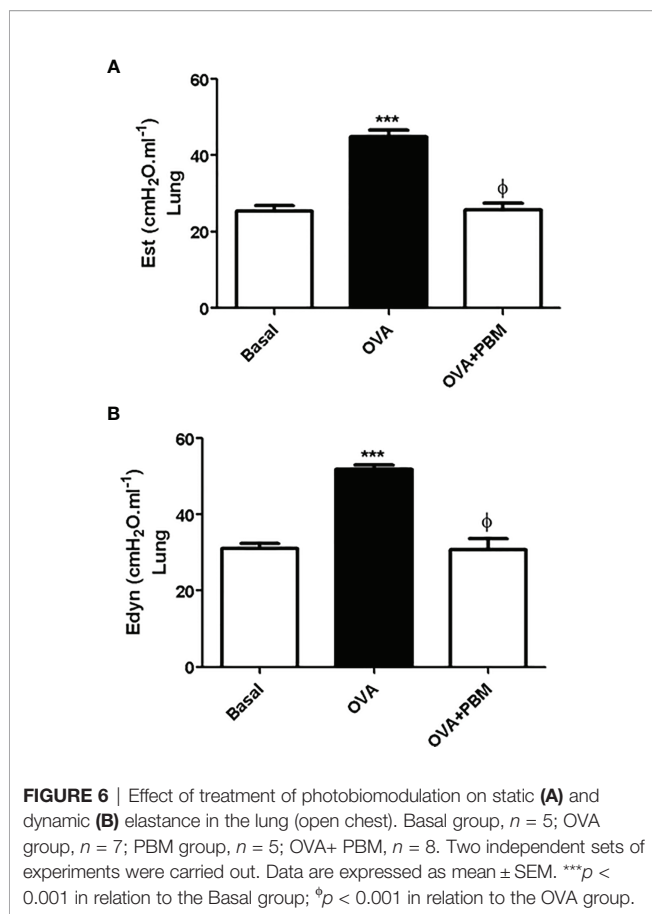 A
60
40
20
0
Est (cmH₂O.ml⁻¹)
Lung
***
ϕ
Basal
OVA
OVA+PBM
B
60
40
20
0
Edyn (cmH₂O.ml⁻¹)
Lung
***
ϕ
Basal
OVA
OVA+PBM
FIGURE 6 | Effect of treatment of photobiomodulation on static (A) and
dynamic (B) elastance in the lung (open chest). Basal group, n = 5; OVA
group, n = 7; PBM group, n = 5; OVA+ PBM, n = 8. Two independent sets of
experiments were carried out. Data are expressed as mean ± SEM. ***p <
0.001 in relation to the Basal group; ᶲp < 0.001 in relation to the OVA group.